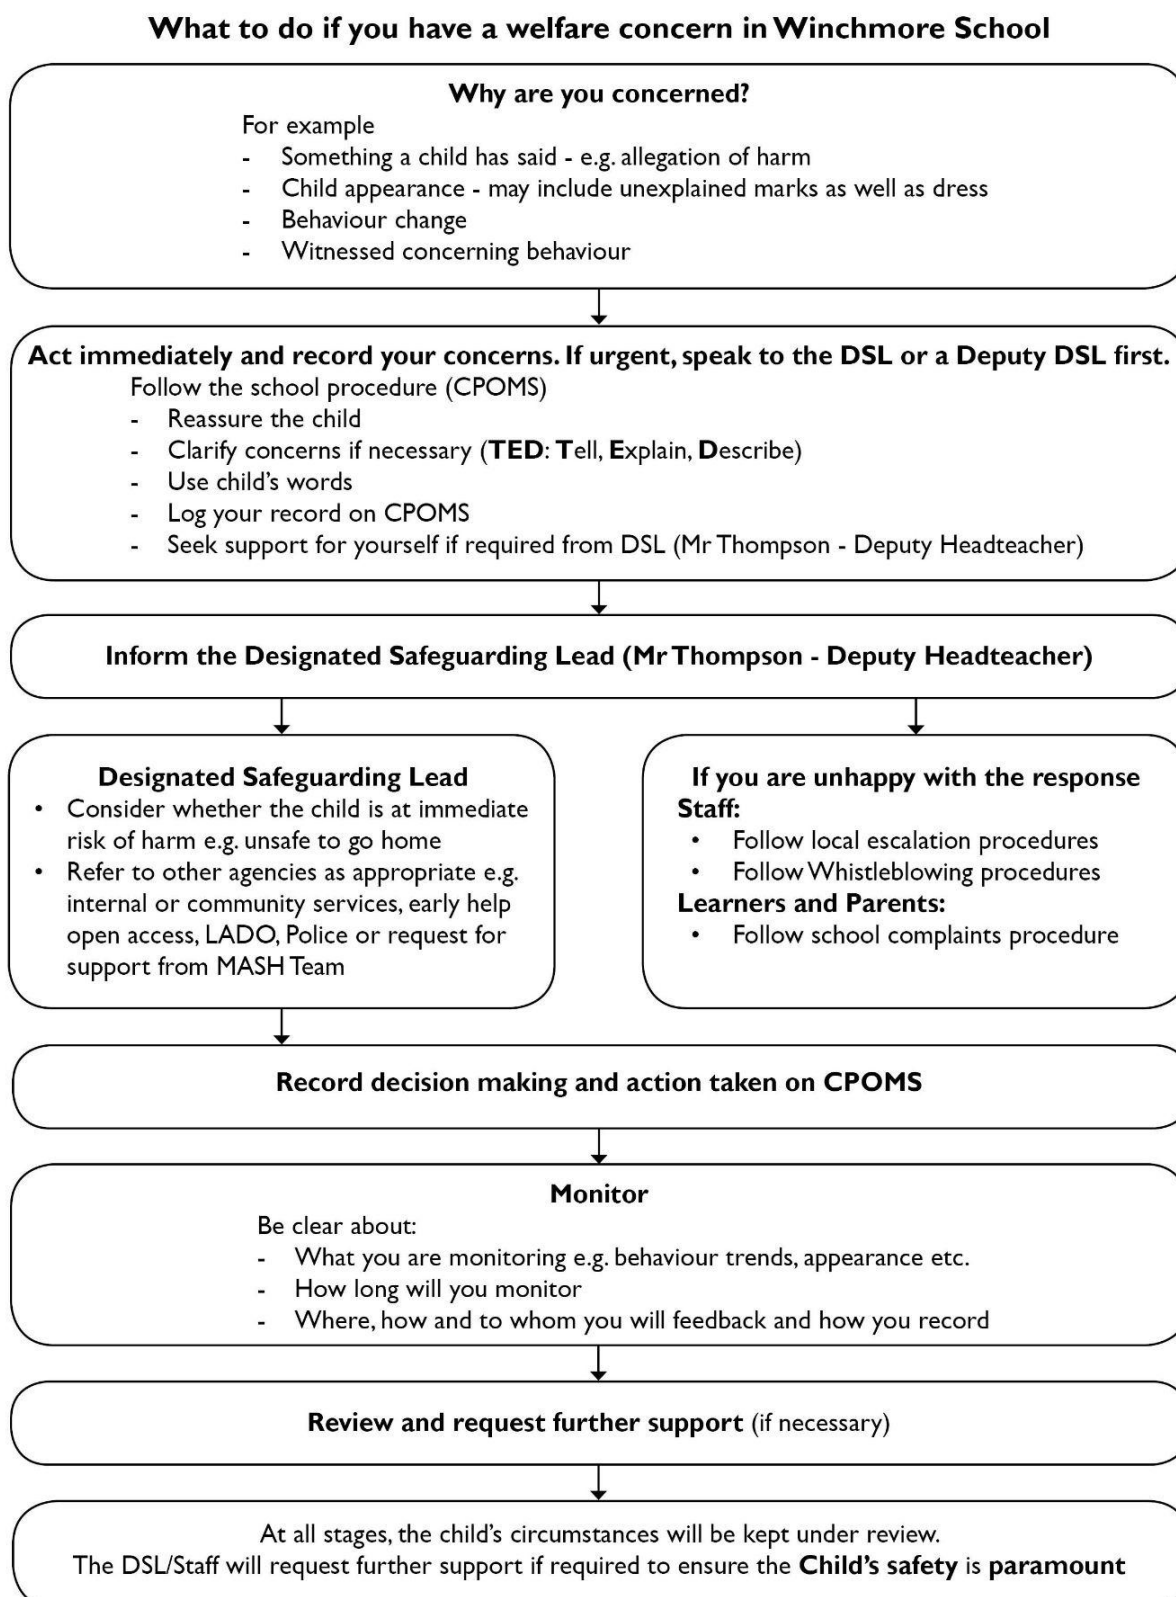 What to do if you have a welfare concern in Winchmore School
Why are you concerned?
For example
- Something a child has said - e.g. allegation of harm
- Child appearance - may include unexplained marks as well as dress
- Behaviour change
- Witnessed concerning behaviour
Act immediately and record your concerns. If urgent, speak to the DSL or a Deputy DSL first.
Follow the school procedure (CPOMS)
- Reassure the child
- Clarify concerns if necessary (TED: Tell, Explain, Describe)
- Use child's words
- Log your record on CPOMS
- Seek support for yourself if required from DSL (Mr Thompson - Deputy Headteacher)
Inform the Designated Safeguarding Lead (Mr Thompson - Deputy Headteacher)
Designated Safeguarding Lead
• Consider whether the child is at immediate
risk of harm e.g. unsafe to go home
• Refer to other agencies as appropriate e.g.
internal or community services, early help
open access, LADO, Police or request for
support from MASH Team
If you are unhappy with the response
Staff:
• Follow local escalation procedures
• Follow Whistleblowing procedures
Learners and Parents:
• Follow school complaints procedure
Record decision making and action taken on CPOMS
Monitor
Be clear about:
- What you are monitoring e.g. behaviour trends, appearance etc.
- How long will you monitor
- Where, how and to whom you will feedback and how you record
Review and request further support (if necessary)
At all stages, the child's circumstances will be kept under review.
The DSL/Staff will request further support if required to ensure the Child's safety is paramount